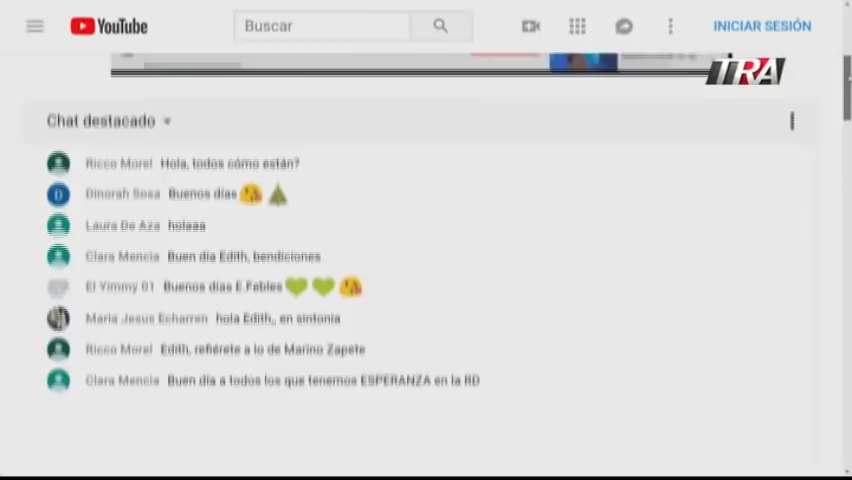 YouTube
Buscar
INICIAR SESIÓN
TRA
Chat destacado
Ricco Morel Hola, todos cómo están?
Dinorah Sosa Buenos días
Laura De Aza holaaa
Clara Mencia Buen día Edith, bendiciones
El Yimmy 01 Buenos días E.Febles
Maria Jesus Echarren hola Edith,, en sintonia
Ricco Morel Edith, refiérete a lo de Marino Zapete
Clara Mencia Buen día a todos los que tenemos ESPERANZA en la RD